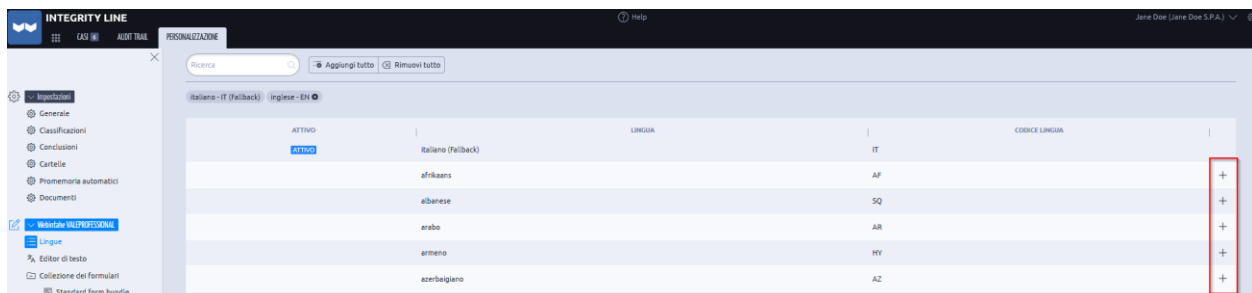 INTEGRITY LINE
Help
Jane Doe (Jane Doe S.P.A.)
CASI 6 AUDIT TRAIL PERSONALIZZAZIONE
Ricerca Aggiungi tutto Rimuovi tutto
Impostazioni
italiano - IT (Fallback) inglese - EN
Generale
Classificazioni
Conclusioni
Cartelle
Promemoria automatici
Documenti
Webintake VALEPROFESSIONAL
Lingue
Editor di testo
Collezione dei formulari
Standard form bundle
ATTIVO LINGUA CODICE LINGUA
ATTIVO italiano (Fallback) IT
afrikaans AF
albanese SQ
arabo AR
armeno HY
azerbaigiano AZ